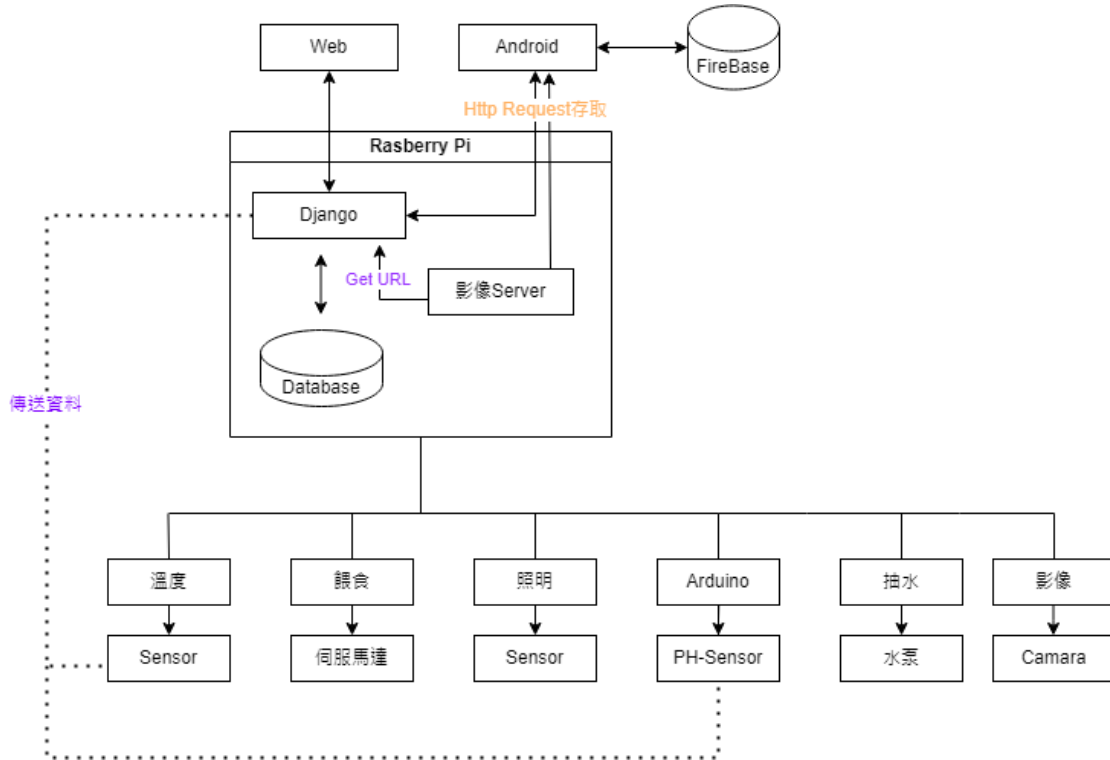 Web
Android
FireBase
Http Request存取
Rasberry Pi
Django
Get URL
影像Server
Database
傳送資料
溫度
餵食
照明
Arduino
抽水
影像
Sensor
伺服馬達
Sensor
PH-Sensor
水泵
Camara